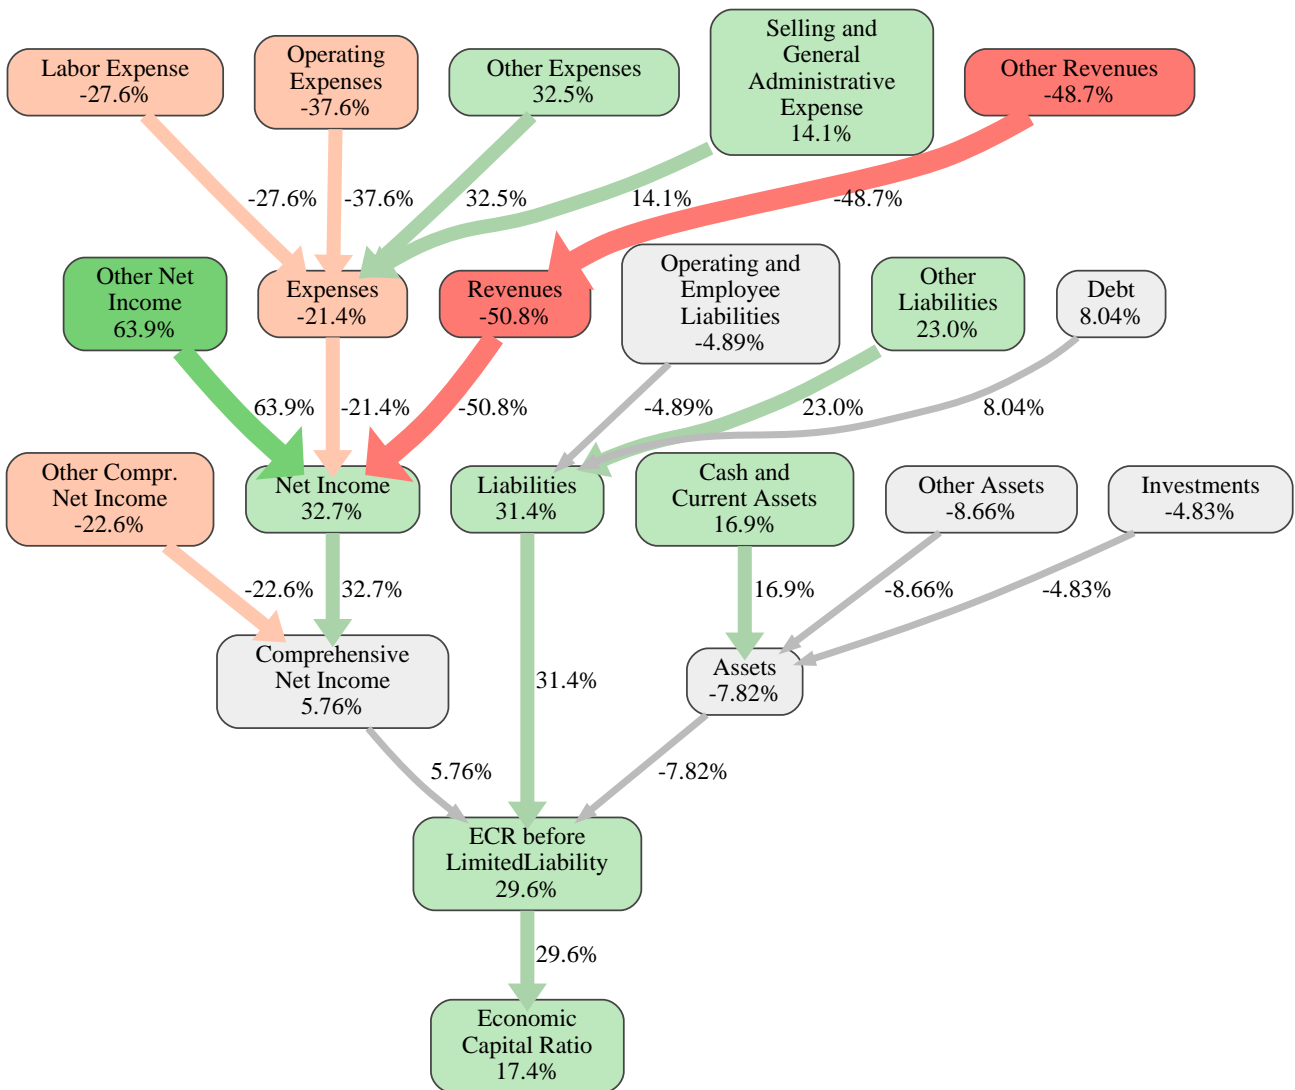 Labor Expense
-27.6%
Operating
Expenses
-37.6%
Other Expenses
32.5%
Selling and
General
Administrative
Expense
14.1%
Other Revenues
-48.7%
-27.6%
-37.6%
32.5%
14.1%
-48.7%
Other Net
Income
63.9%
Expenses
-21.4%
Revenues
-50.8%
Operating and
Employee
Liabilities
-4.89%
Other
Liabilities
23.0%
Debt
8.04%
63.9%
-21.4%
-50.8%
-4.89%
23.0%
8.04%
Other Compr.
Net Income
-22.6%
Net Income
32.7%
Liabilities
31.4%
Cash and
Current Assets
16.9%
Other Assets
-8.66%
Investments
-4.83%
-22.6%
32.7%
16.9%
-8.66%
-4.83%
Comprehensive
Net Income
5.76%
31.4%
Assets
-7.82%
5.76%
-7.82%
ECR before
LimitedLiability
29.6%
29.6%
Economic
Capital Ratio
17.4%